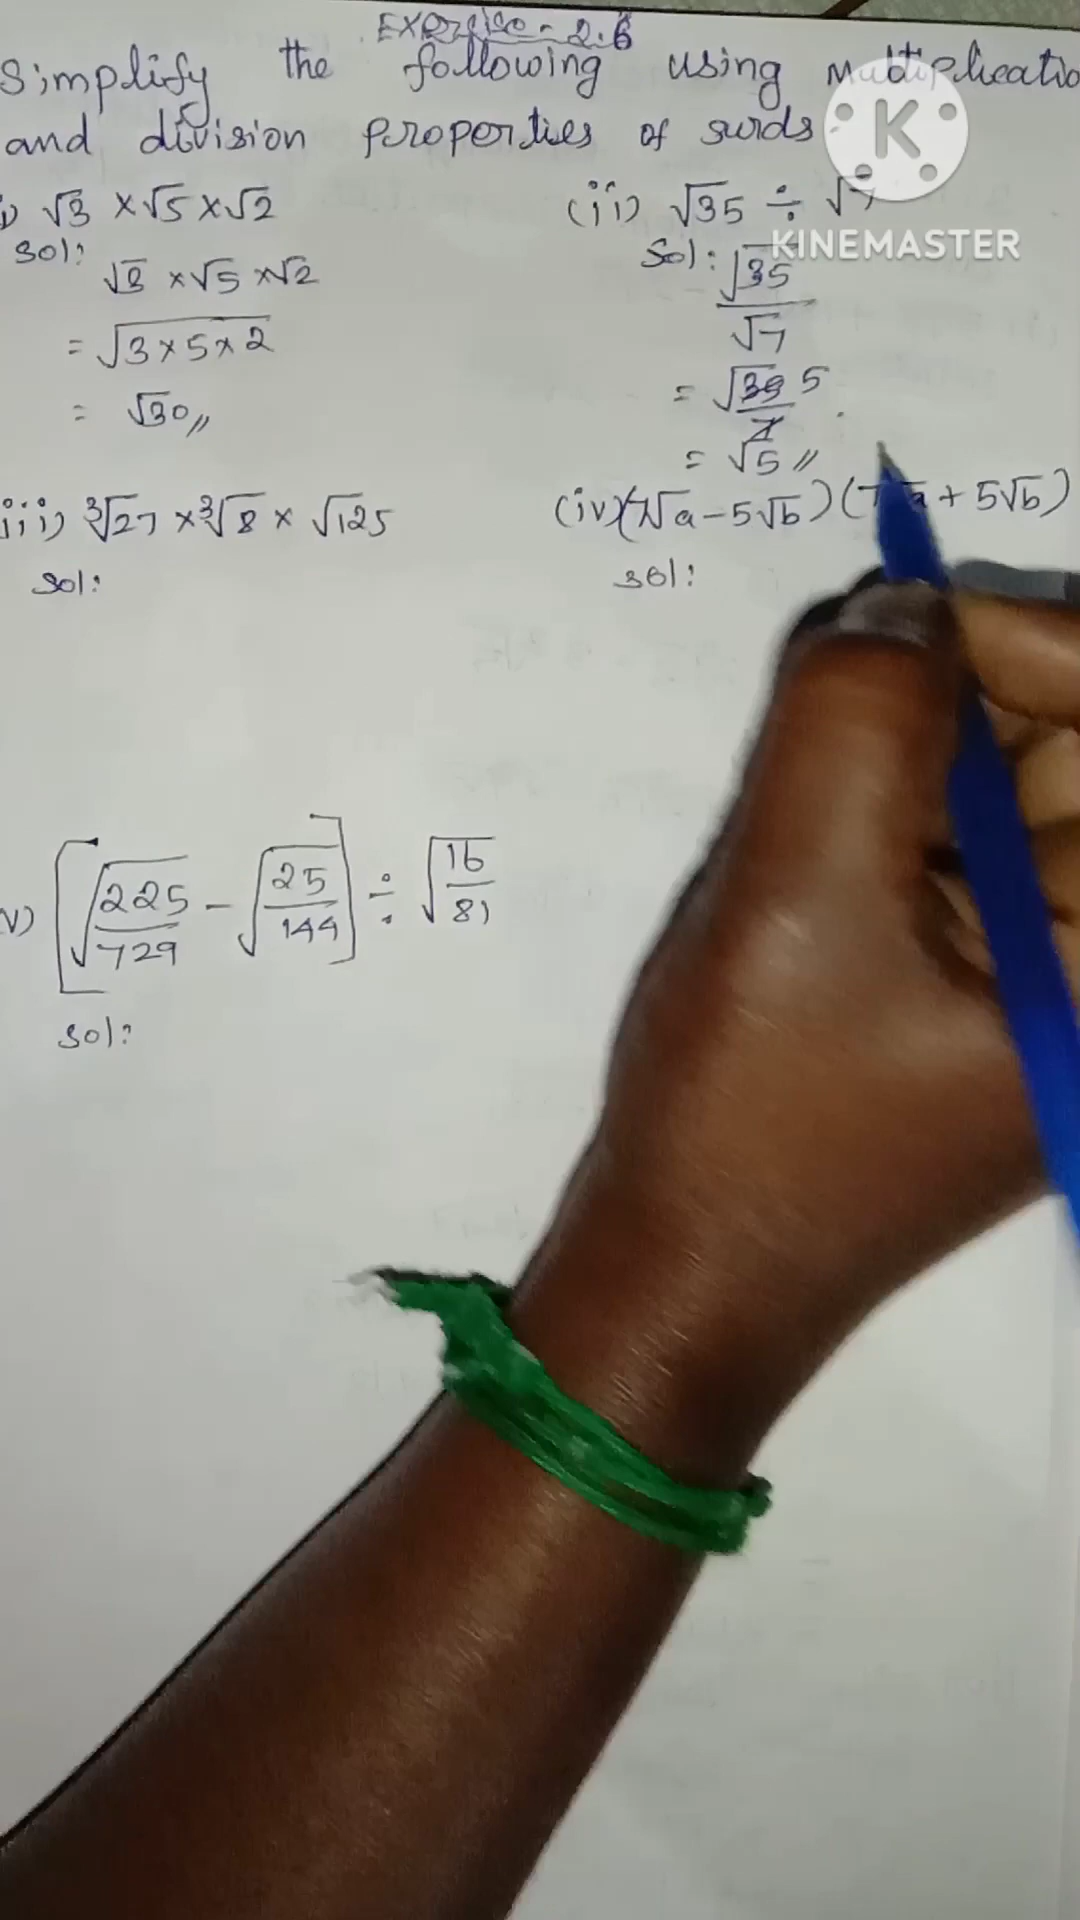 Exercise - 2.6
Simplify the following using Multiplicatio
and division properties of surds
i) √3 × √5 × √2
(ii) √35 ÷ √7
K
KINEMASTER
Sol:
√3 × √5 × √2
= √3×5×2
= √30 //
Sol: √35 / √7
= √35/7 5
= √5 //
iii) ∛27 × ∛8 × √125
Sol:
(iv) (7√a - 5√b) (7√a + 5√b)
Sol:
v) [√225/729 - √25/144] ÷ √16/81
Sol: